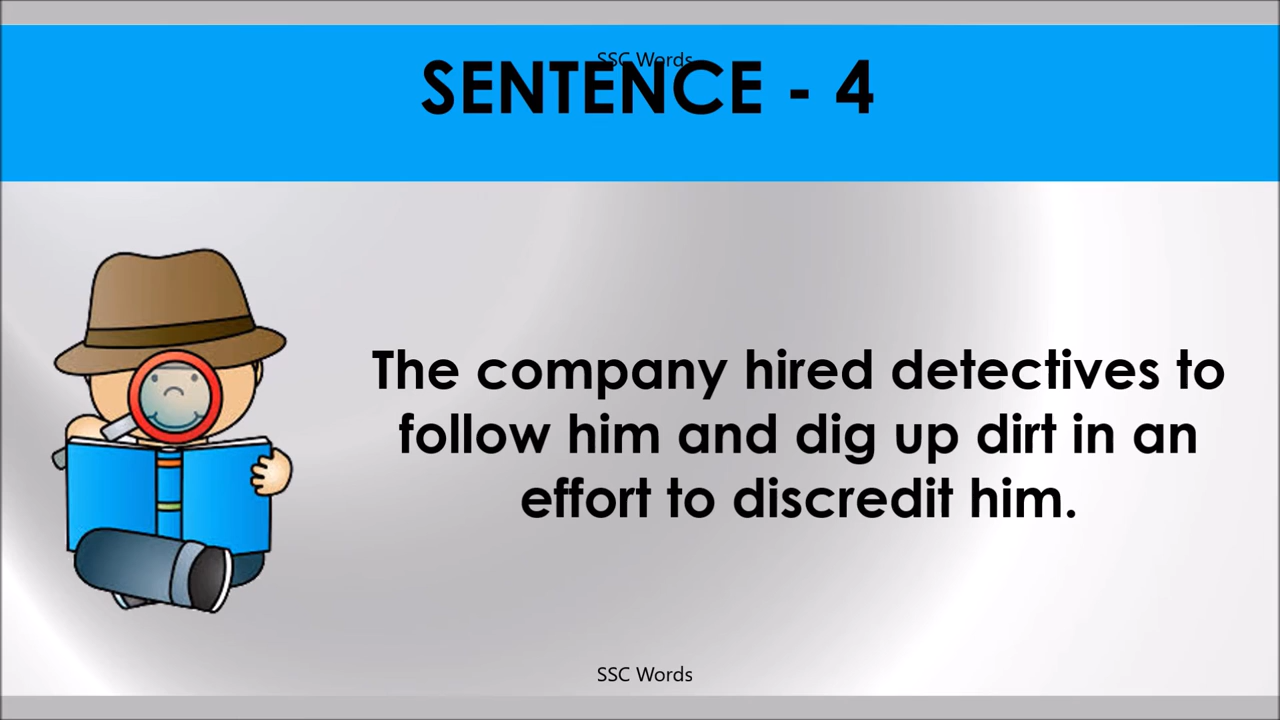 SSC Words
SENTENCE - 4
The company hired detectives to
follow him and dig up dirt in an
effort to discredit him.
SSC Words